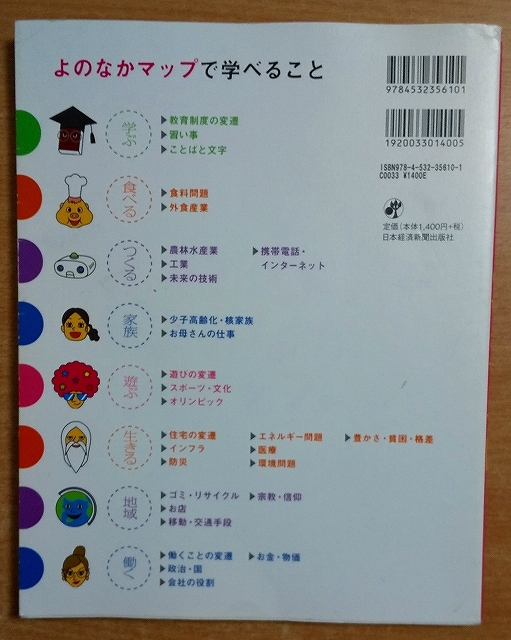 よのなかマップで学べること
9784532356101
1920033014005
ISBN978-4-532-35610-1
C0033 ¥1400E
定価(本体1,400円+税)
日本経済新聞出版社
学ぶ
▶教育制度の変遷
▶習い事
▶ことばと文字
食べる
▶食料問題
▶外食産業
つくる
▶農林水産業
▶工業
▶未来の技術
▶携帯電話・
インターネット
家族
▶少子高齢化・核家族
▶お母さんの仕事
遊ぶ
▶遊びの変遷
▶スポーツ・文化
▶オリンピック
生きる
▶住宅の変遷
▶インフラ
▶防災
▶エネルギー問題
▶医療
▶環境問題
▶豊かさ・貧困・格差
地域
▶ゴミ・リサイクル
▶お店
▶移動・交通手段
▶宗教・信仰
働く
▶働くことの変遷
▶政治・国
▶会社の役割
▶お金・物価